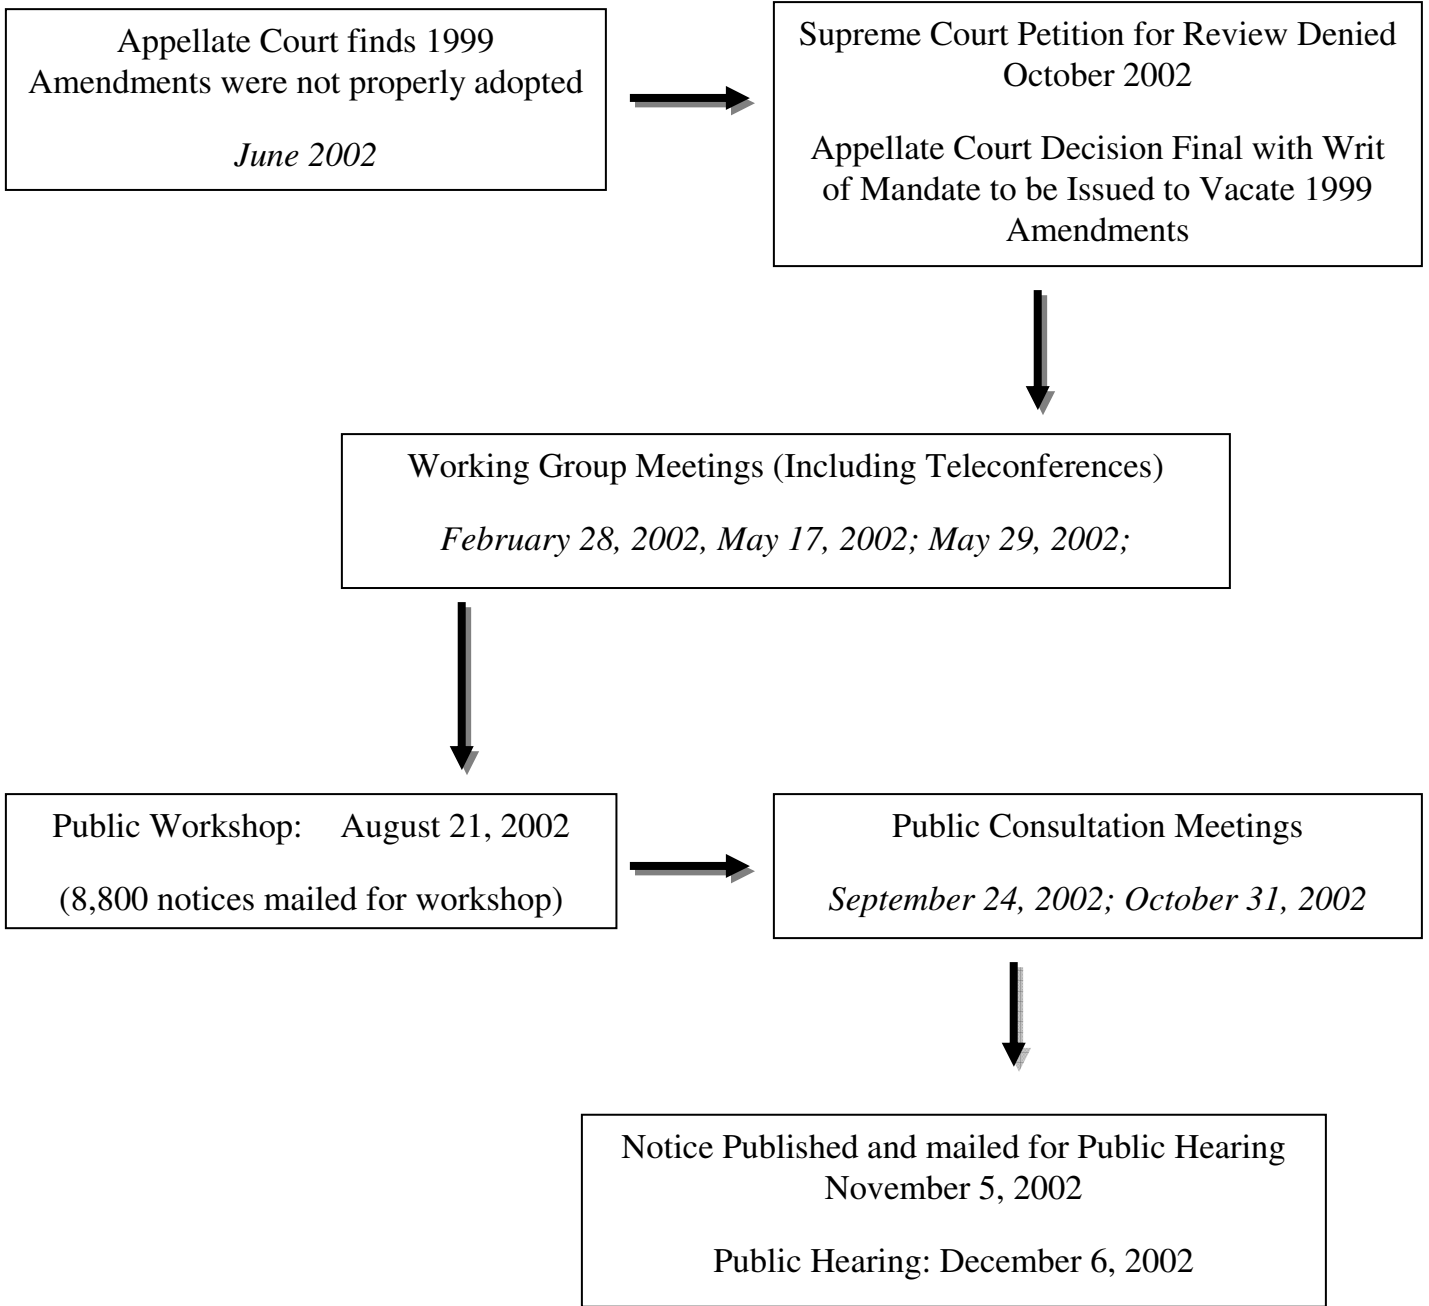 Appellate Court finds 1999
Amendments were not properly adopted
June 2002
Supreme Court Petition for Review Denied
October 2002
Appellate Court Decision Final with Writ
of Mandate to be Issued to Vacate 1999
Amendments
Working Group Meetings (Including Teleconferences)
February 28, 2002, May 17, 2002; May 29, 2002;
Public Workshop: August 21, 2002
(8,800 notices mailed for workshop)
Public Consultation Meetings
September 24, 2002; October 31, 2002
Notice Published and mailed for Public Hearing
November 5, 2002
Public Hearing: December 6, 2002